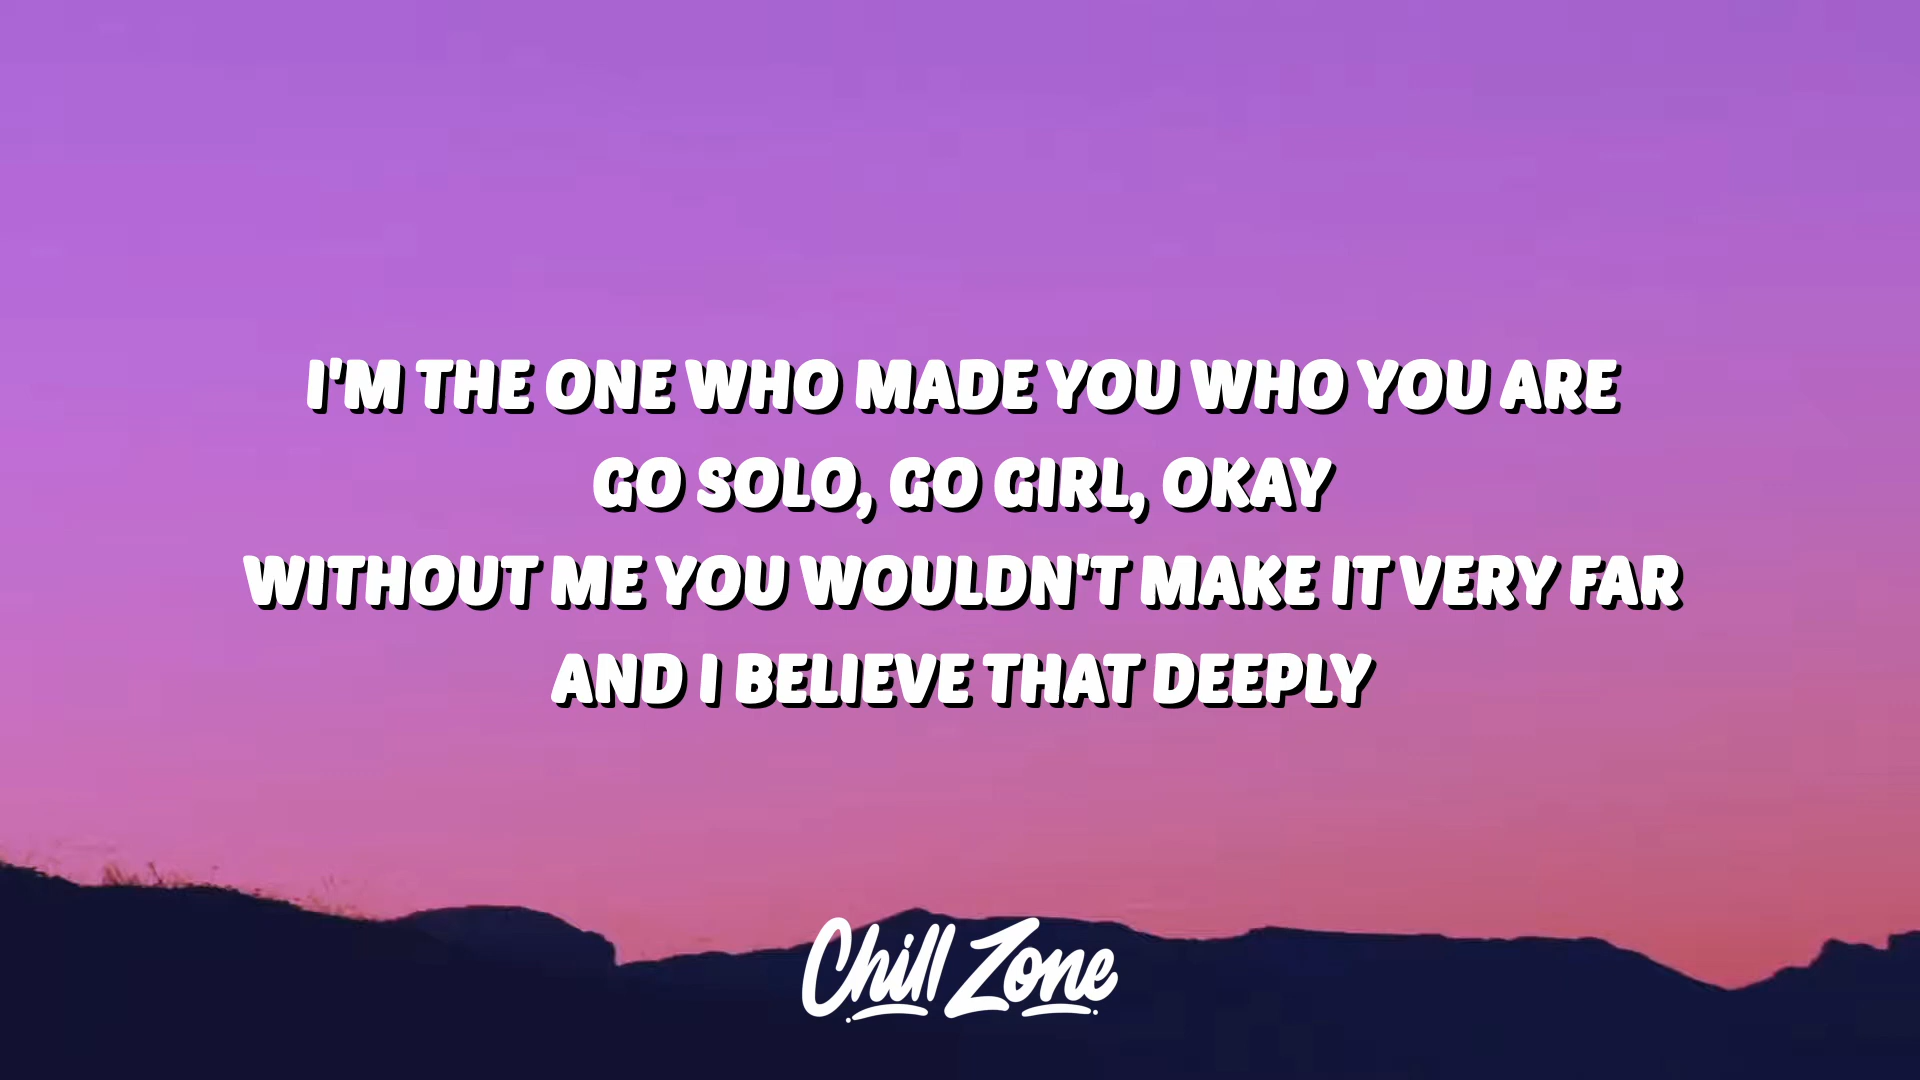 I'M THE ONE WHO MADE YOU WHO YOU ARE
GO SOLO, GO GIRL, OKAY
WITHOUT ME YOU WOULDN'T MAKE IT VERY FAR
AND I BELIEVE THAT DEEPLY
Chill Zone